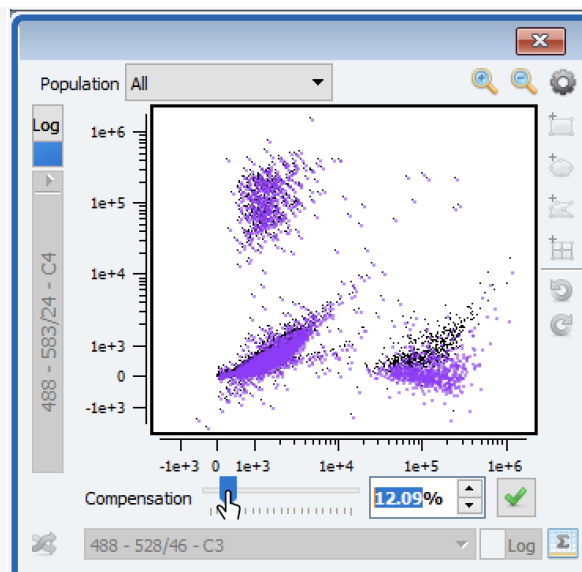 Population All
Log
1e+6
1e+5
1e+4
1e+3
0
-1e+3
488 - 583/24 - C4
-1e+3 0 1e+3 1e+4 1e+5 1e+6
Compensation 12.09%
488 - 528/46 - C3 Log Σ